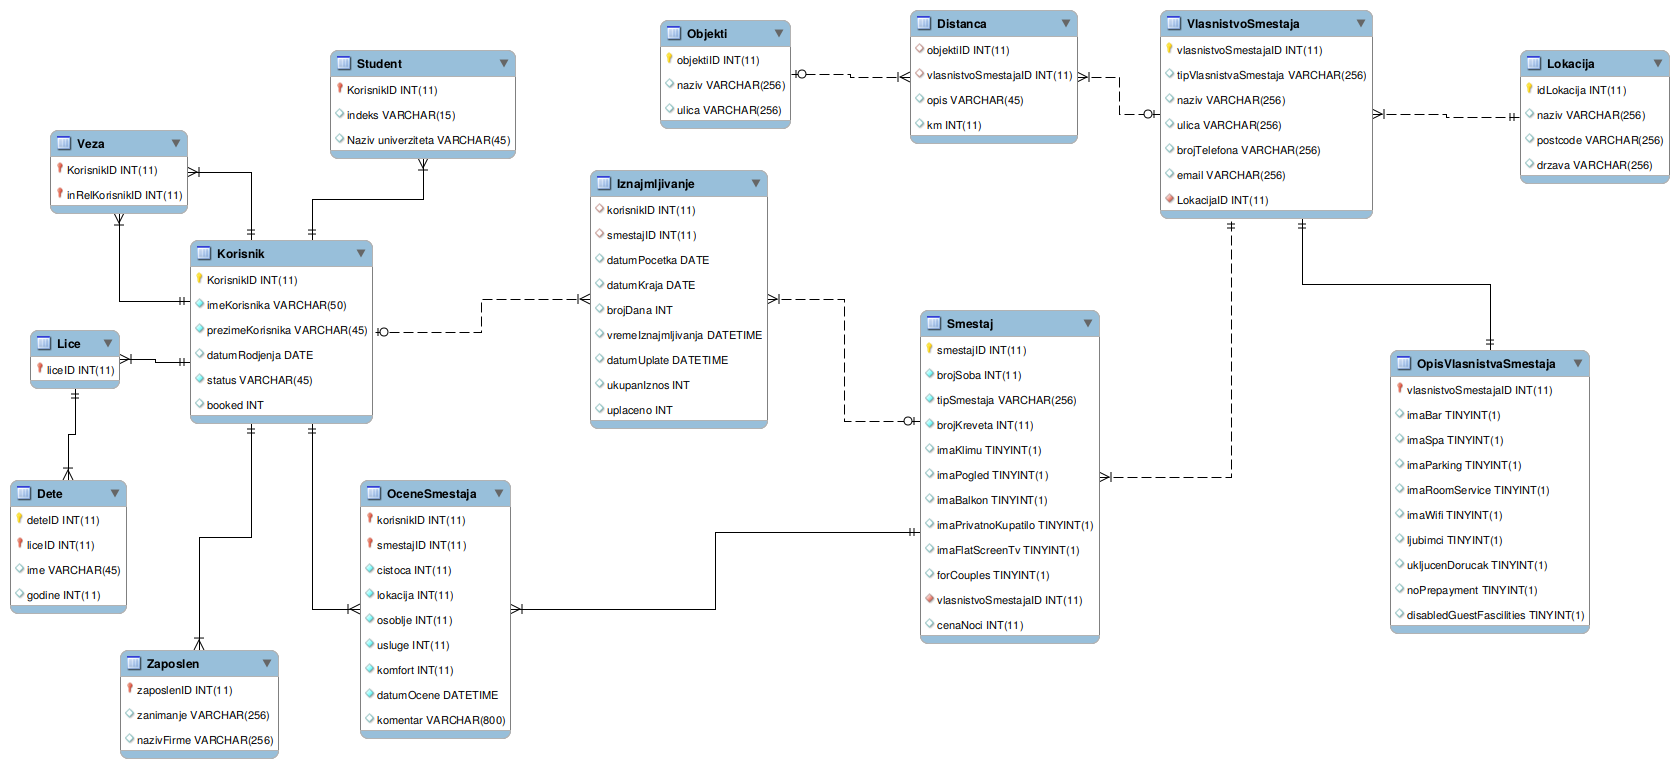 Objekti
objektiID INT(11)
naziv VARCHAR(256)
ulica VARCHAR(256)
Distanca
objektiID INT(11)
vlasnistvoSmestajaID INT(11)
opis VARCHAR(45)
km INT(11)
VlasnistvoSmestaja
vlasnistvoSmestajaID INT(11)
tipVlasnistvaSmestaja VARCHAR(256)
naziv VARCHAR(256)
ulica VARCHAR(256)
brojTelefona VARCHAR(256)
email VARCHAR(256)
LokacijaID INT(11)
Lokacija
idLokacija INT(11)
naziv VARCHAR(256)
postcode VARCHAR(256)
drzava VARCHAR(256)
Student
KorisnikID INT(11)
indeks VARCHAR(15)
Naziv univerziteta VARCHAR(45)
Veza
KorisnikID INT(11)
inRelKorisnikID INT(11)
Iznajmljivanje
korisnikID INT(11)
smestajID INT(11)
datumPocetka DATE
datumKraja DATE
brojDana INT
vremeIznajmljivanja DATETIME
datumUplate DATETIME
ukupanIznos INT
uplaceno INT
Korisnik
KorisnikID INT(11)
imeKorisnika VARCHAR(50)
prezimeKorisnika VARCHAR(45)
datumRodjenja DATE
status VARCHAR(45)
booked INT
Lice
liceID INT(11)
Smestaj
smestajID INT(11)
brojSoba INT(11)
tipSmestaja VARCHAR(256)
brojKreveta INT(11)
imaKlimu TINYINT(1)
imaPogled TINYINT(1)
imaBalkon TINYINT(1)
imaPrivatnoKupatilo TINYINT(1)
imaFlatScreenTv TINYINT(1)
forCouples TINYINT(1)
vlasnistvoSmestajaID INT(11)
cenaNoci INT(11)
OpisVlasnistvaSmestaja
vlasnistvoSmestajaID INT(11)
imaBar TINYINT(1)
imaSpa TINYINT(1)
imaParking TINYINT(1)
imaRoomService TINYINT(1)
imaWifi TINYINT(1)
ljubimci TINYINT(1)
ukljucenDorucak TINYINT(1)
noPrepayment TINYINT(1)
disabledGuestFascilities TINYINT(1)
Dete
deteID INT(11)
liceID INT(11)
ime VARCHAR(45)
godine INT(11)
OceneSmestaja
korisnikID INT(11)
smestajID INT(11)
cistoca INT(11)
lokacija INT(11)
osoblje INT(11)
usluge INT(11)
komfort INT(11)
datumOcene DATETIME
komentar VARCHAR(800)
Zaposlen
zaposlenID INT(11)
zanimanje VARCHAR(256)
nazivFirme VARCHAR(256)